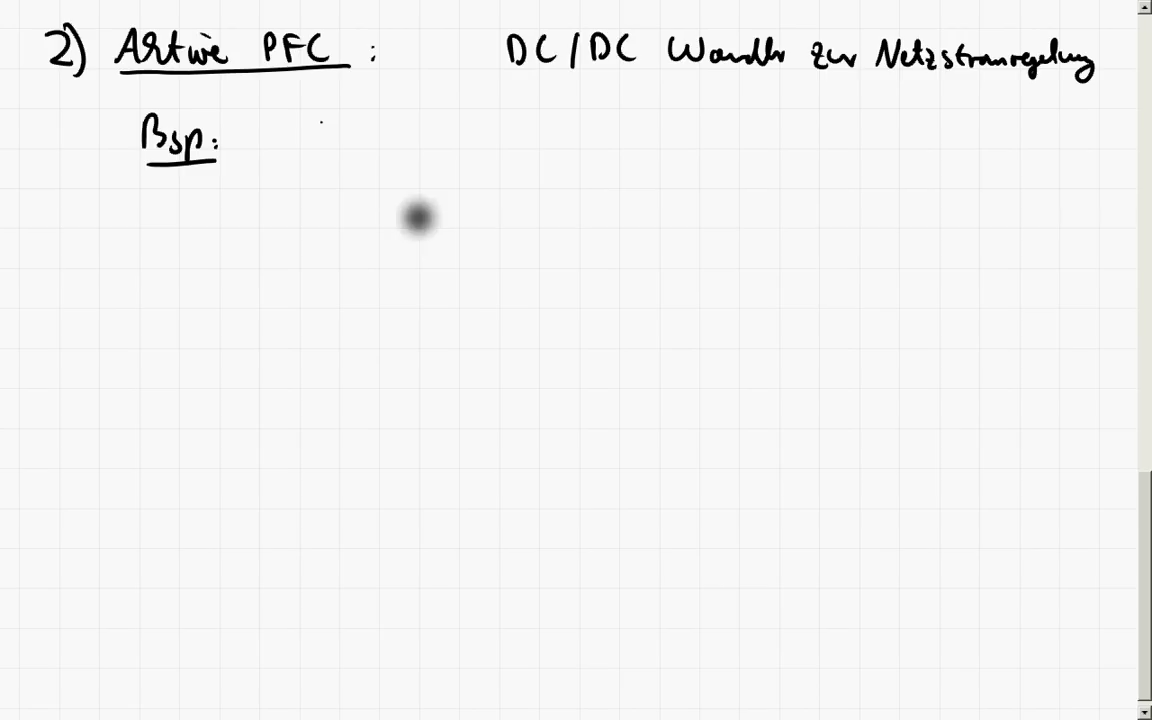 2) Aktive PFC : DC/DC Wandler zur Netzstromregelung
Bsp: